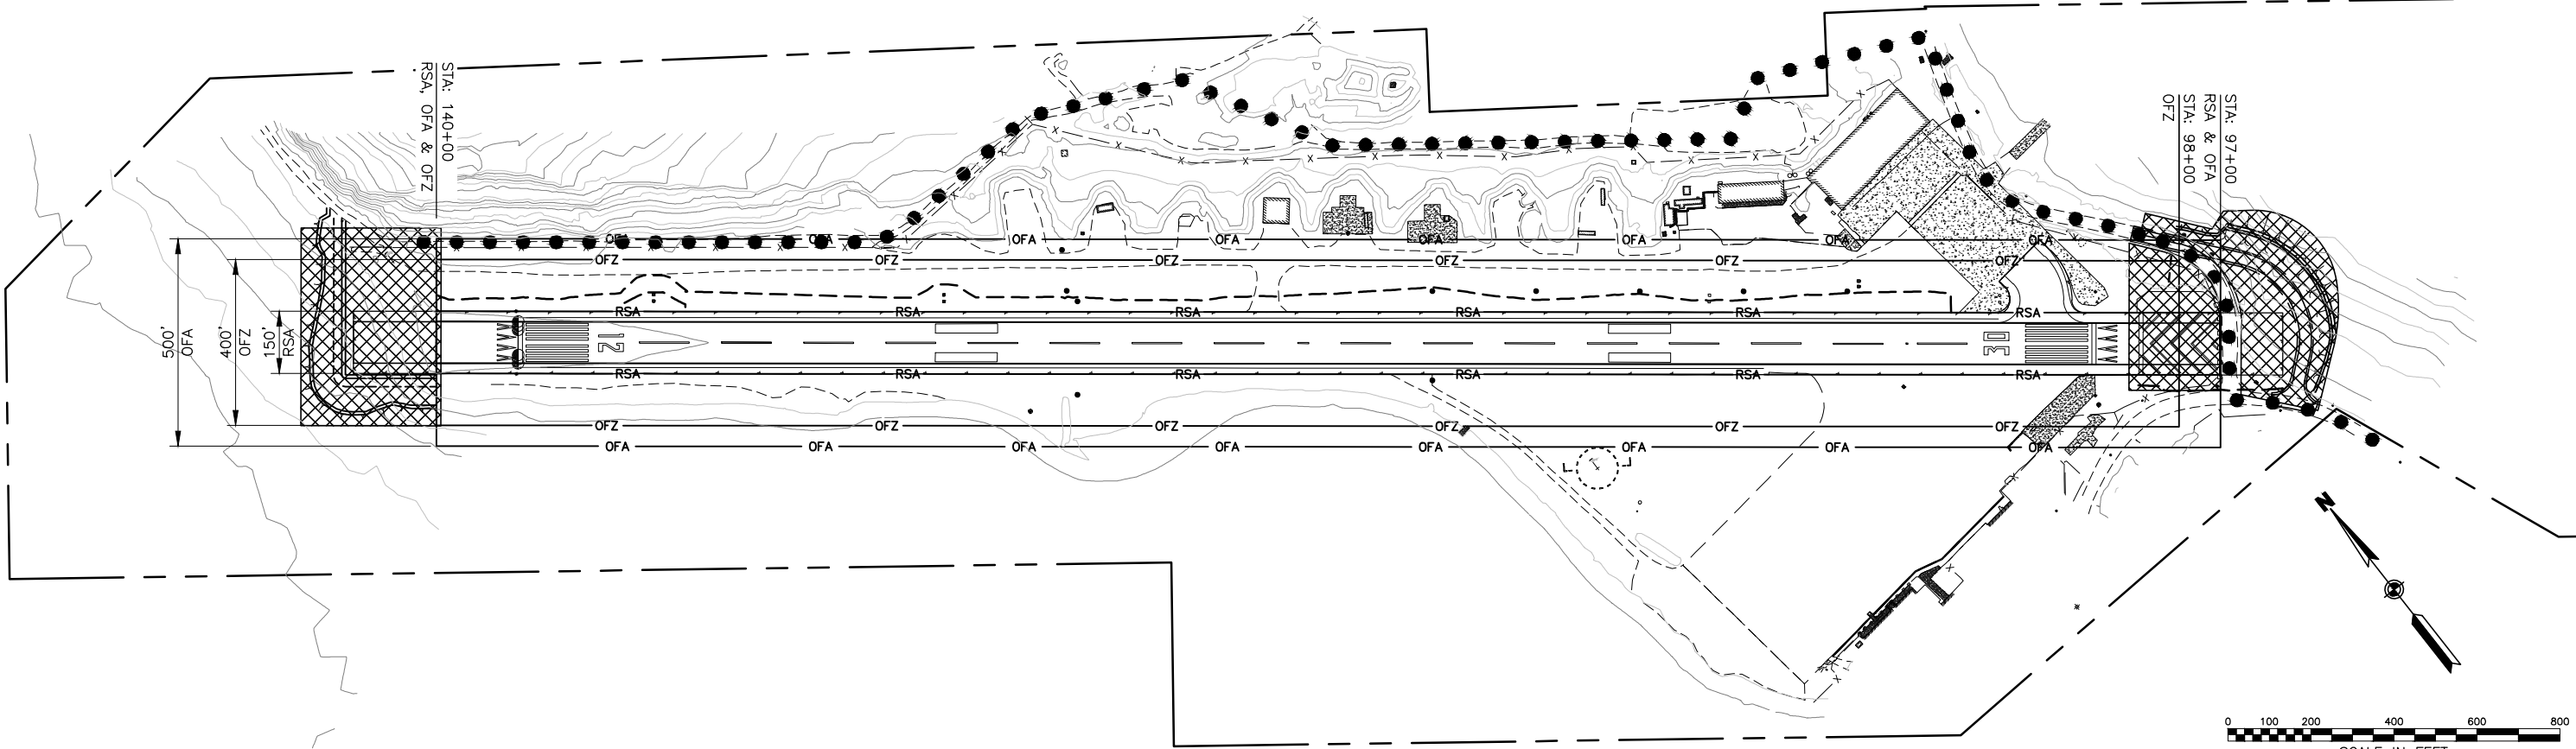 STA: 140+00
RSA, OFA & OFZ
STA: 97+00
RSA & OFA
STA: 98+00
OFZ
OFA OFA OFA OFA OFA OFA OFA OFA
OFZ OFZ OFZ OFZ OFZ OFZ
500'
OFA
400'
OFZ
150'
RSA
RSA RSA RSA RSA RSA RSA
12
30
RSA RSA RSA RSA RSA RSA
OFZ OFZ OFZ OFZ OFZ OFZ
OFA OFA OFA OFA OFA OFA OFA OFA
N
0 100 200 400 600 800
SCALE IN FEET